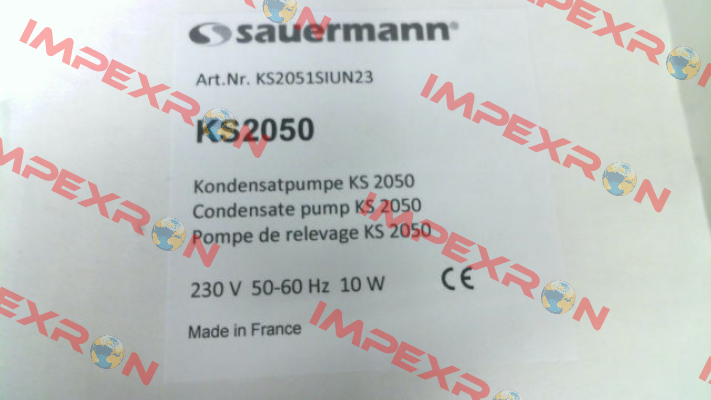 sauermann®
Art.Nr. KS2051SIUN23
KS2050
Kondensatpumpe KS 2050
Condensate pump KS 2050
Pompe de relevage KS 2050
230 V 50-60 Hz 10 W CE
Made in France
IMPEXRON
IMPEXRON
IMPEXRON
IMPEXRON
IMPEXRON
IMPEXRON
IMPEXRON